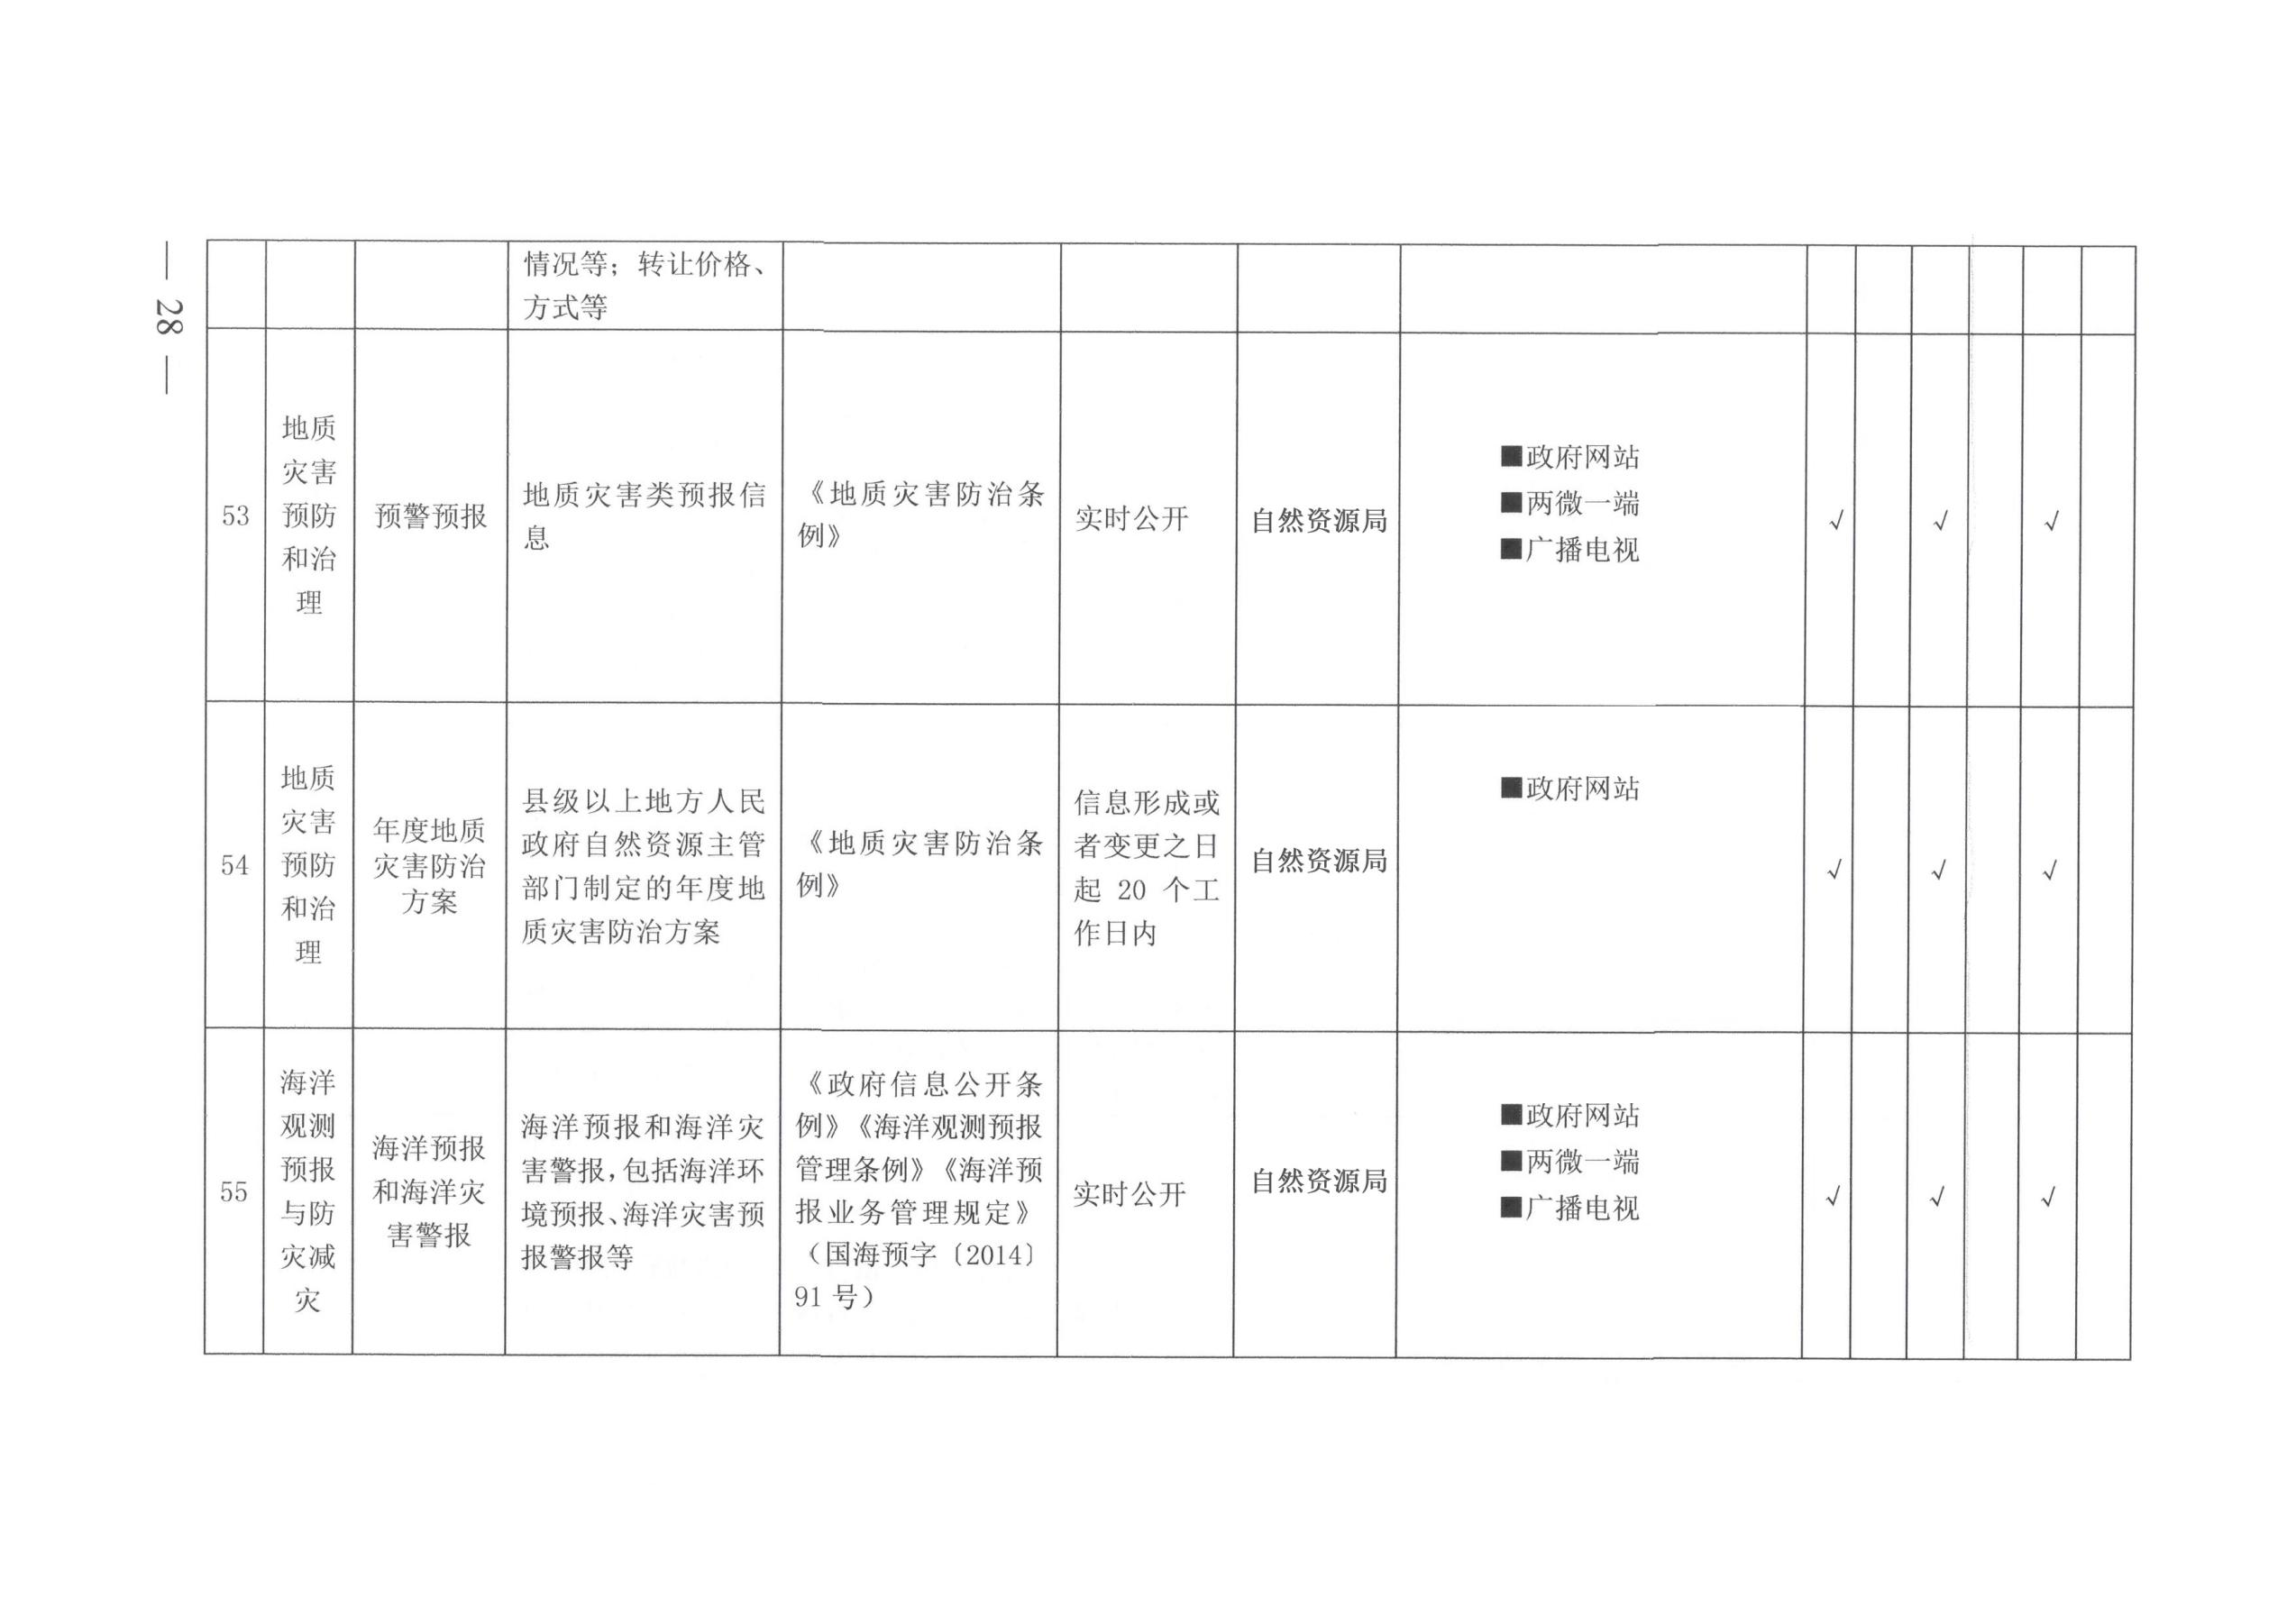 — 28 —
情况等；转让价格、
方式等
53
地质
灾害
预防
和治
理
预警预报
地质灾害类预报信
息
《地质灾害防治条
例》
实时公开
自然资源局
■政府网站
■两微一端
■广播电视
√
√
√
54
地质
灾害
预防
和治
理
年度地质
灾害防治
方案
县级以上地方人民
政府自然资源主管
部门制定的年度地
质灾害防治方案
《地质灾害防治条
例》
信息形成或
者变更之日
起 20 个工
作日内
自然资源局
■政府网站
√
√
√
55
海洋
观测
预报
与防
灾减
灾
海洋预报
和海洋灾
害警报
海洋预报和海洋灾
害警报,包括海洋环
境预报、海洋灾害预
报警报等
《政府信息公开条
例》《海洋观测预报
管理条例》《海洋预
报业务管理规定》
（国海预字〔2014〕
91 号）
实时公开
自然资源局
■政府网站
■两微一端
■广播电视
√
√
√